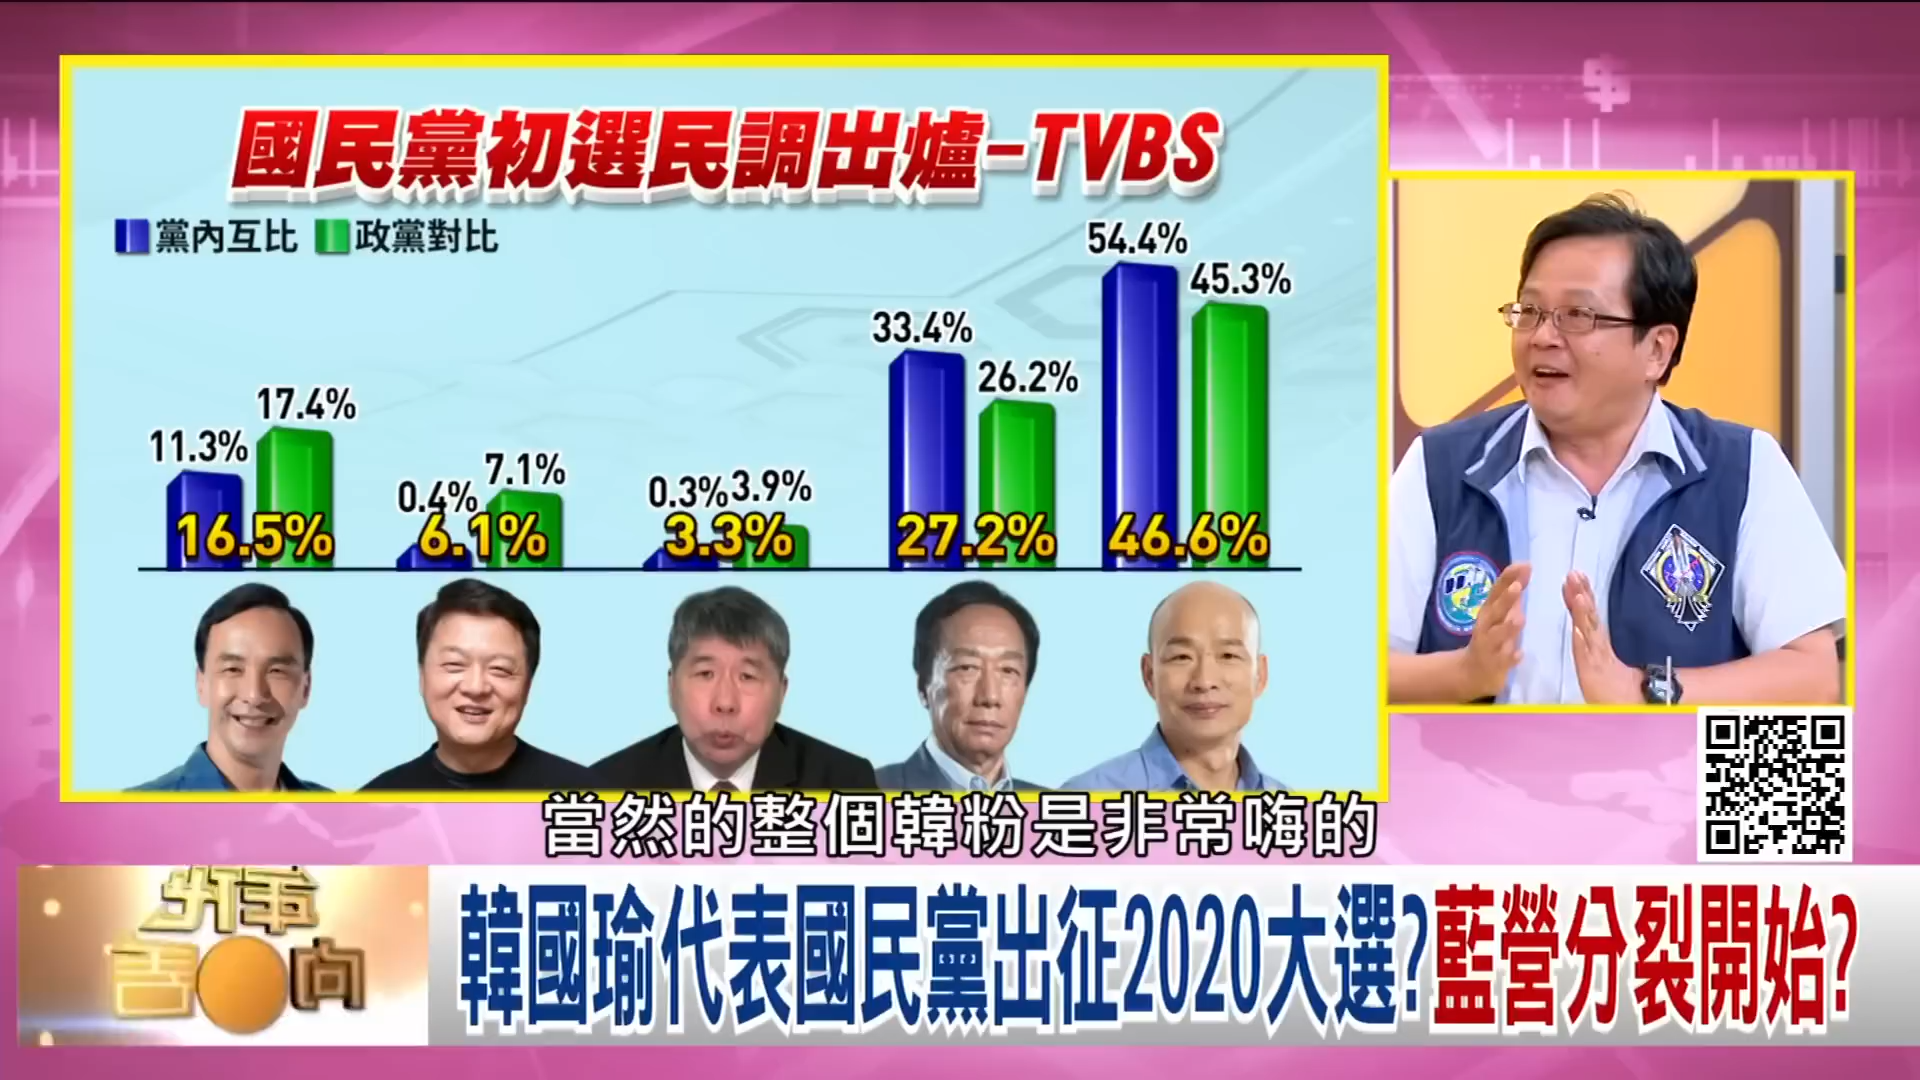 國民黨初選民調出爐-TVBS
黨內互比 政黨對比
11.3% 17.4% 0.4% 7.1% 0.3% 3.9% 33.4% 26.2% 54.4% 45.3%
16.5% 6.1% 3.3% 27.2% 46.6%
當然的整個韓粉是非常嗨的
韓國瑜代表國民黨出征2020大選?藍營分裂開始?